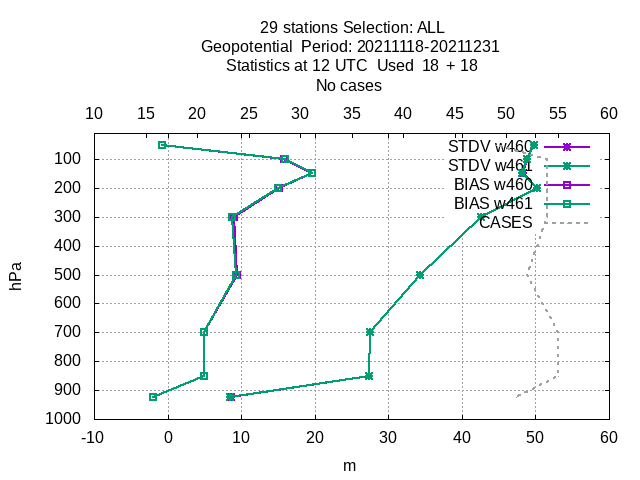 29 stations Selection: ALL
Geopotential  Period: 20211118-20211231
Statistics at 12 UTC  Used  18 + 18
No cases
10 15 20 25 30 35 40 45 50 55 60
STDV w460
STDV w461
BIAS w460
BIAS w461
CASES
hPa
100
200
300
400
500
600
700
800
900
1000
-10 0 10 20 30 40 50 60
m